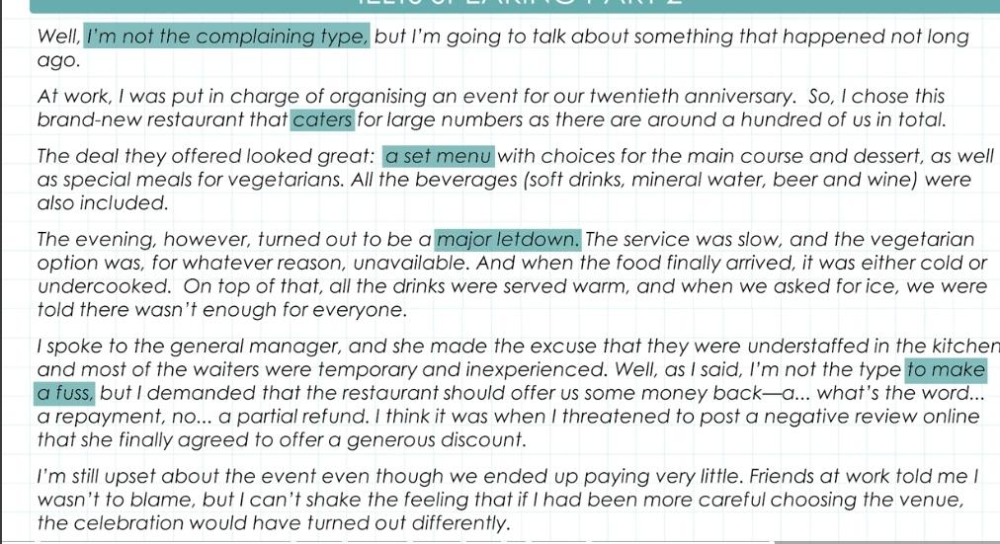 IELTS SPEAKING PART 2
Well, I'm not the complaining type, but I'm going to talk about something that happened not long
ago.
At work, I was put in charge of organising an event for our twentieth anniversary.  So, I chose this
brand-new restaurant that caters for large numbers as there are around a hundred of us in total.
The deal they offered looked great:  a set menu with choices for the main course and dessert, as well
as special meals for vegetarians. All the beverages (soft drinks, mineral water, beer and wine) were
also included.
The evening, however, turned out to be a major letdown. The service was slow, and the vegetarian
option was, for whatever reason, unavailable. And when the food finally arrived, it was either cold or
undercooked.  On top of that, all the drinks were served warm, and when we asked for ice, we were
told there wasn't enough for everyone.
I spoke to the general manager, and she made the excuse that they were understaffed in the kitchen
and most of the waiters were temporary and inexperienced. Well, as I said, I'm not the type to make
a fuss, but I demanded that the restaurant should offer us some money back—a... what's the word...
a repayment, no... a partial refund. I think it was when I threatened to post a negative review online
that she finally agreed to offer a generous discount.
I'm still upset about the event even though we ended up paying very little. Friends at work told me I
wasn't to blame, but I can't shake the feeling that if I had been more careful choosing the venue,
the celebration would have turned out differently.